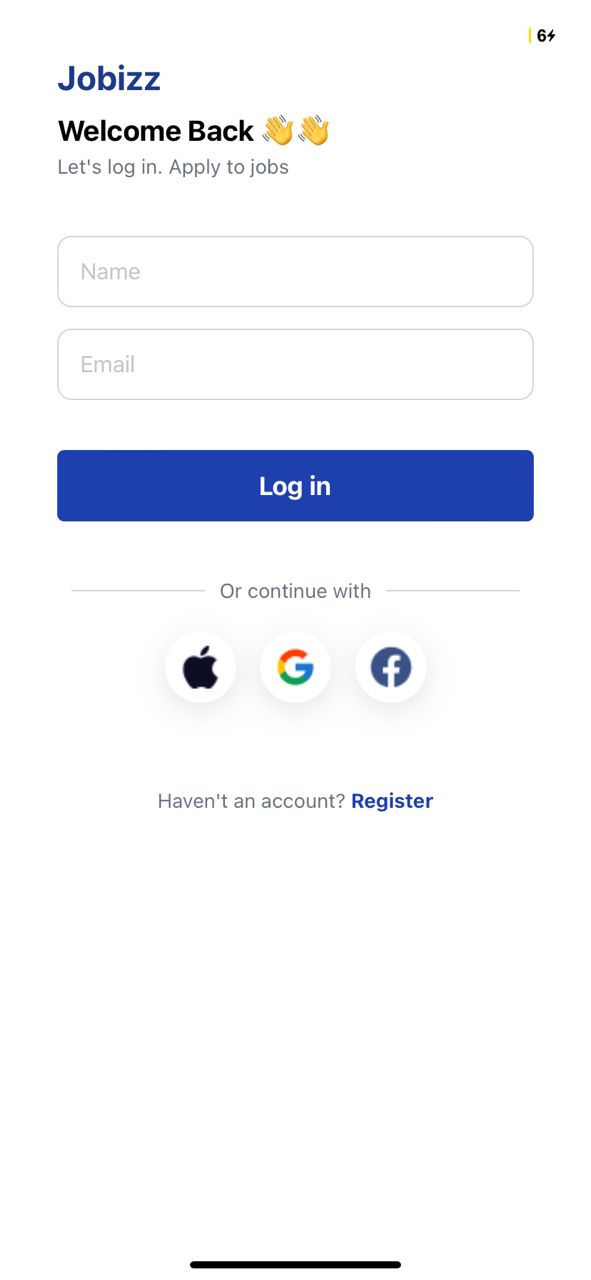 6
Jobizz
Welcome Back 👋👋
Let's log in. Apply to jobs
Name
Email
Log in
Or continue with
Haven't an account? Register